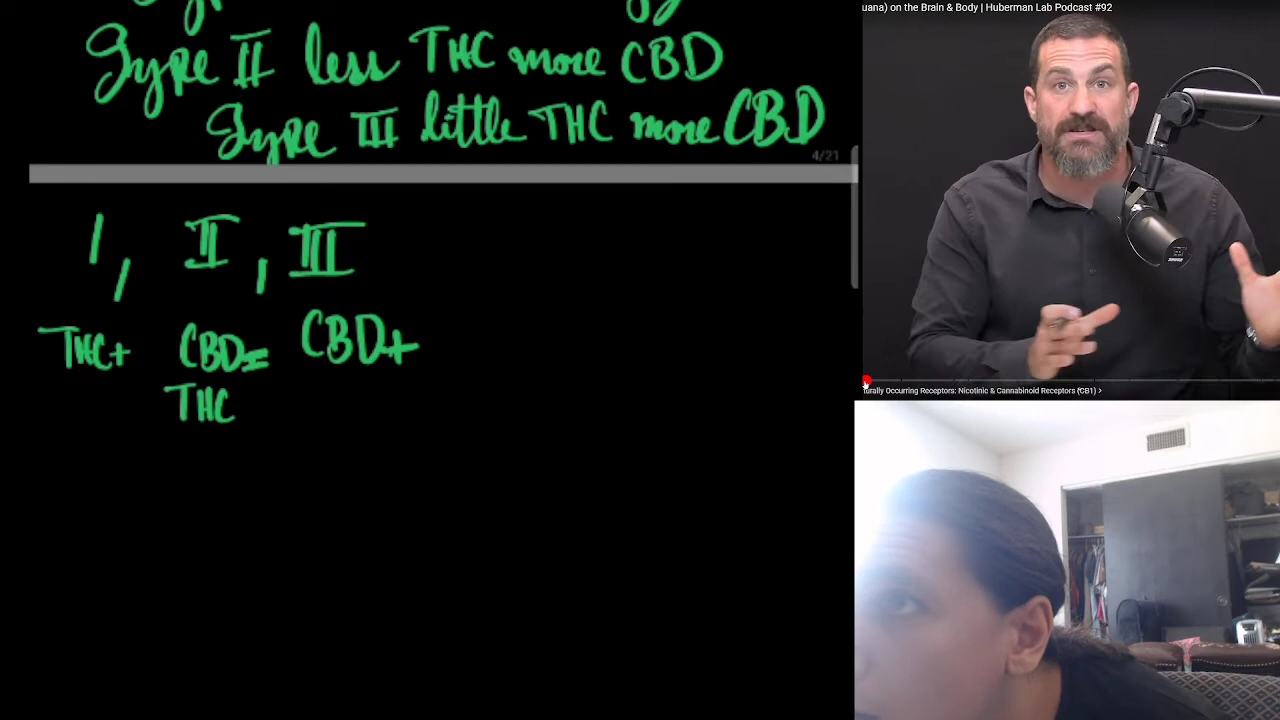 Type II less THC more CBD
Type III little THC more CBD
4/21
I, II, III
THC+ CBD= CBD+
THC
uana) on the Brain & Body | Huberman Lab Podcast #92
turally Occurring Receptors: Nicotinic & Cannabinoid Receptors (CB1) >